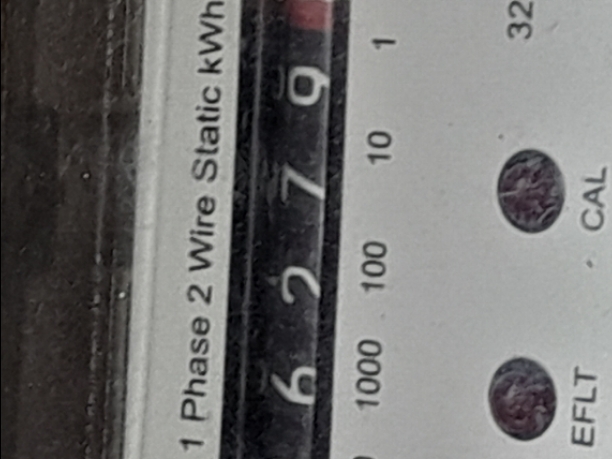 1 Phase 2 Wire Static kWh
6 2 7 9
1000 100 10 1
32
EFLT CAL